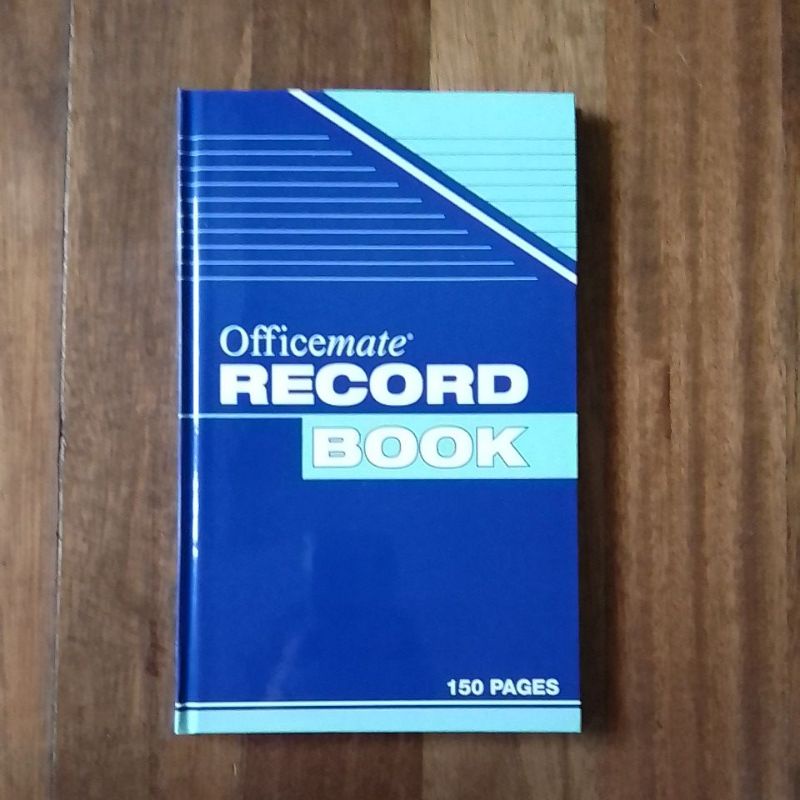 Officemate®
RECORD
BOOK
150 PAGES